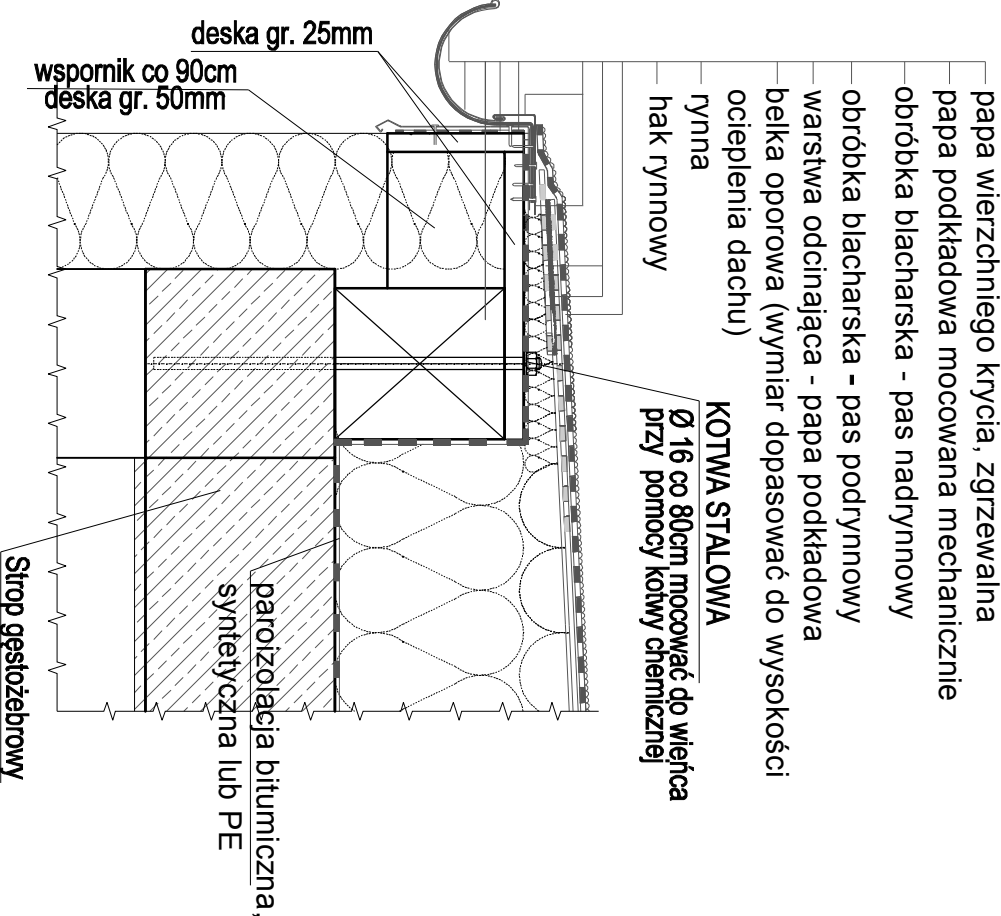 papa wierzchniego krycia, zgrzewalna
papa podkładowa mocowana mechanicznie
obróbka blacharska - pas nadrynnowy
obróbka blacharska - pas podrynnowy
warstwa odcinająca - papa podkładowa
belka oporowa (wymiar dopasować do wysokości
ocieplenia dachu)
rynna
hak rynnowy
KOTWA STALOWA
Ø 16 co 80cm mocować do wieńca
przy pomocy kotwy chemicznej
deska gr. 25mm
wspornik co 90cm
deska gr. 50mm
paroizolacja bitumiczna,
syntetyczna lub PE
Strop gęstożebrowy